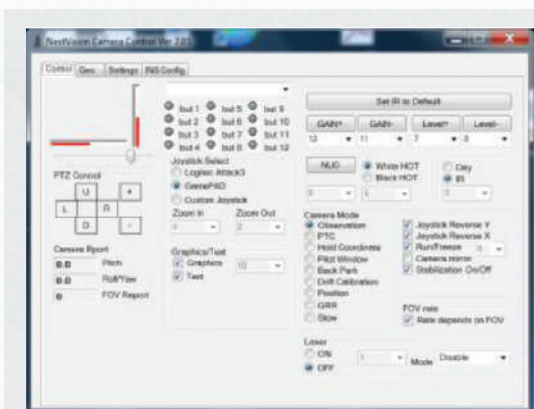 NextVision Camera Control Ver 2.03
Control Geo Settings INS Config
but 1 but 5 but 9
but 2 but 6 but 10
but 3 but 7 but 11
but 4 but 8 but 12
Joystick Select
Logitec Attack3
GamePAD
Custom Joystick
Zoom In Zoom Out
4 2
Graphics/Text
Graphics 10
Text
PTZ Control
U +
L R
D -
Camera Rport
0.0 Pitch
0.0 Roll/Yaw
0 FOV Report
Set IR to Default
GAIN+ GAIN- Level+ Level-
12 11 7 8
NUC White HOT Day
Black HOT IR
Camera Mode
Observation
PTC
Hold Coordinate
Pilot Window
Back Park
Drift Calibration
Position
GRR
Stow
Joystick Reverse Y
Joystick Reverse X
Run/Freeze
Camera mirror
Stabilization On/Off
FOV rate
Rate depends on FOV
Laser
ON 1 Mode Disable
OFF